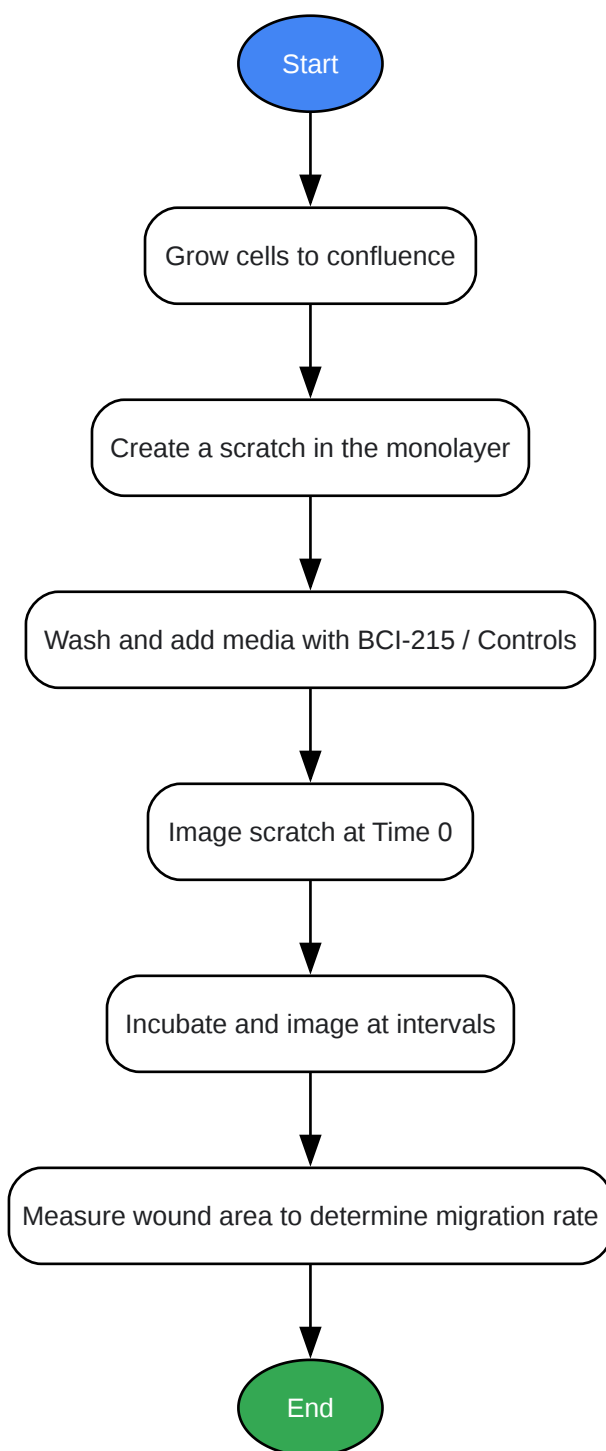 Start
Grow cells to confluence
Create a scratch in the monolayer
Wash and add media with BCI-215 / Controls
Image scratch at Time 0
Incubate and image at intervals
Measure wound area to determine migration rate
End